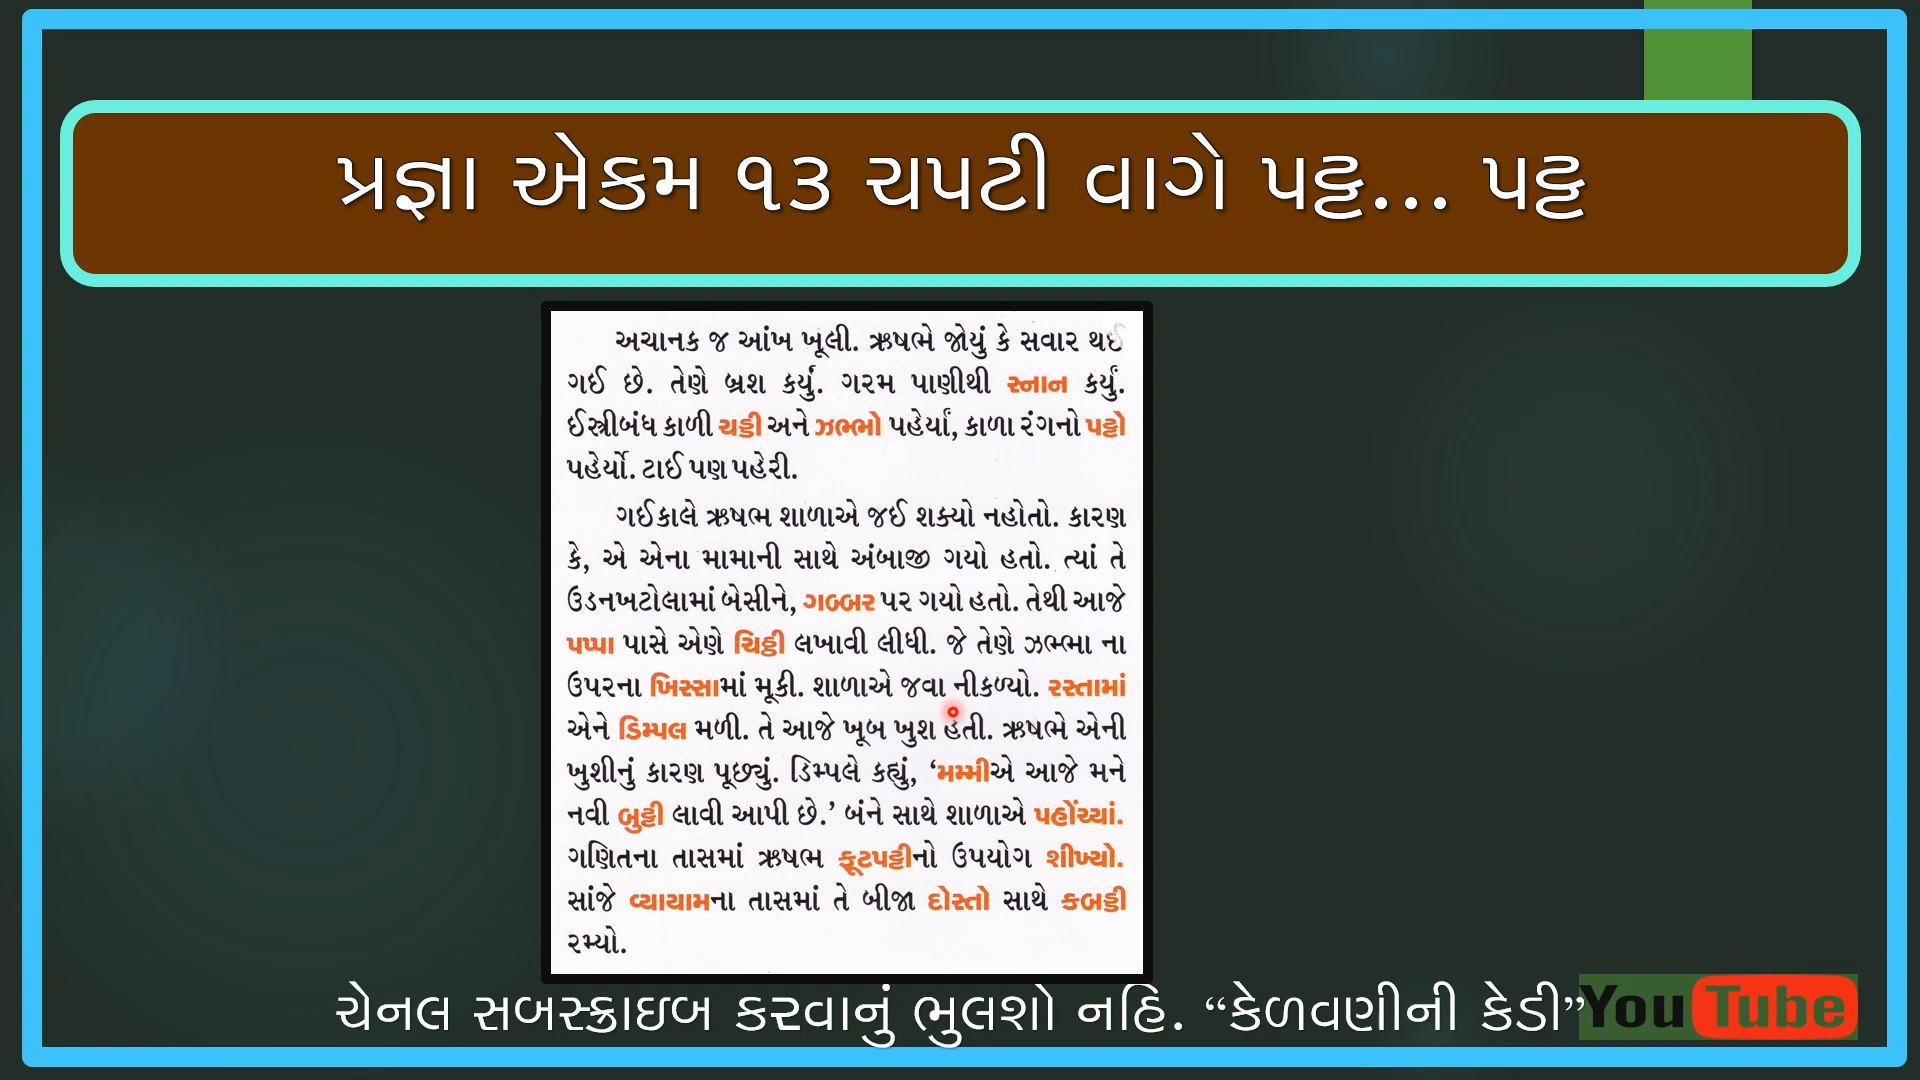 પ્રજ્ઞા એકમ ૧૩ ચપટી વાગે પટ્ટ... પટ્ટ
અચાનક જ આંખ ખૂલી. ઋષભે જોયું કે સવાર થઈ
ગઈ છે. તેણે બ્રશ કર્યું. ગરમ પાણીથી સ્નાન કર્યું.
ઈસ્ત્રીબંધ કાળી ચડ્ડી અને ઝભ્ભો પહેર્યાં, કાળા રંગનો પટ્ટો
પહેર્યો. ટાઈ પણ પહેરી.
ગઈકાલે ઋષભ શાળાએ જઈ શક્યો નહોતો. કારણ
કે, એ એના મામાની સાથે અંબાજી ગયો હતો. ત્યાં તે
ઉડનખટોલામાં બેસીને, ગબ્બર પર ગયો હતો. તેથી આજે
પપ્પા પાસે એણે ચિઠ્ઠી લખાવી લીધી. જે તેણે ઝભ્ભા ના
ઉપરના ખિસ્સામાં મૂકી. શાળાએ જવા નીકળ્યો. રસ્તામાં
એને ડિમ્પલ મળી. તે આજે ખૂબ ખુશ હતી. ઋષભે એની
ખુશીનું કારણ પૂછ્યું. ડિમ્પલે કહ્યું, ‘મમ્મીએ આજે મને
નવી બુટ્ટી લાવી આપી છે.’ બંને સાથે શાળાએ પહોંચ્યાં.
ગણિતના તાસમાં ઋષભ ફૂટપટ્ટીનો ઉપયોગ શીખ્યો.
સાંજે વ્યાયામના તાસમાં તે બીજા દોસ્તો સાથે કબડ્ડી
રમ્યો.
ચેનલ સબસ્ક્રાઇબ કરવાનું ભુલશો નહિ. “કેળવણીની કેડી”
YouTube